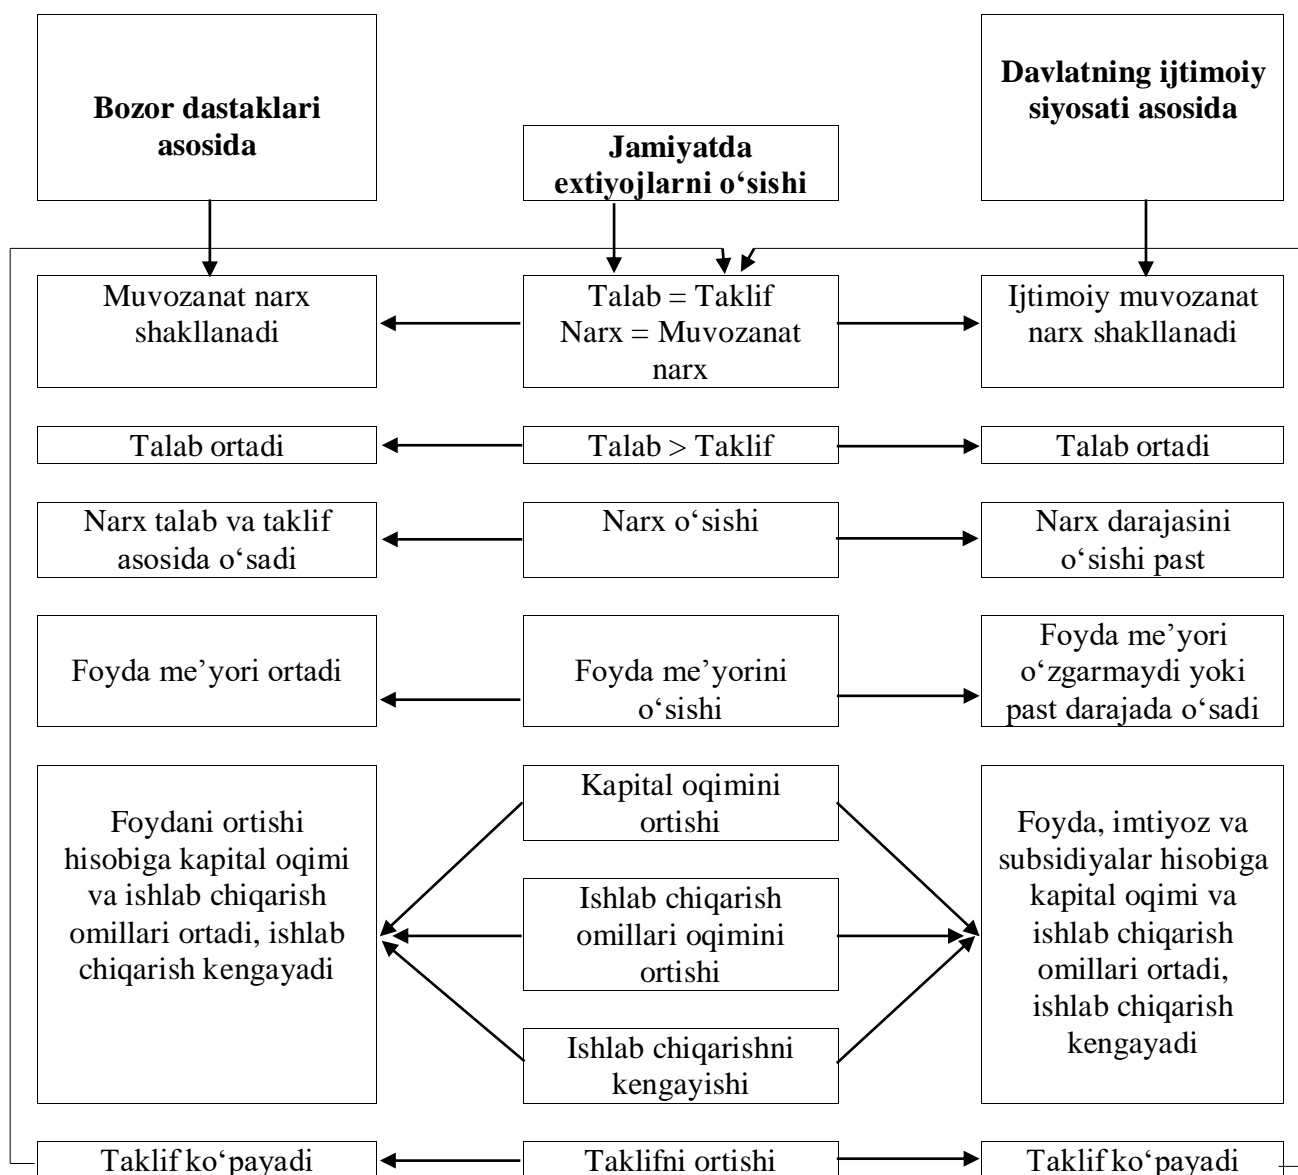 Bozor dastaklari
asosida
Jamiyatda
extiyojlarni o‘sishi
Davlatning ijtimoiy
siyosati asosida
Muvozanat narx
shakllanadi
Talab = Taklif
Narx = Muvozanat
narx
Ijtimoiy muvozanat
narx shakllanadi
Talab ortadi
Talab > Taklif
Talab ortadi
Narx talab va taklif
asosida o‘sadi
Narx o‘sishi
Narx darajasini
o‘sishi past
Foyda me’yori ortadi
Foyda me’yorini
o‘sishi
Foyda me’yori
o‘zgarmaydi yoki
past darajada o‘sadi
Foydani ortishi
hisobiga kapital oqimi
va ishlab chiqarish
omillari ortadi, ishlab
chiqarish kengayadi
Kapital oqimini
ortishi
Ishlab chiqarish
omillari oqimini
ortishi
Ishlab chiqarishni
kengayishi
Foyda, imtiyoz va
subsidiyalar hisobiga
kapital oqimi va
ishlab chiqarish
omillari ortadi,
ishlab chiqarish
kengayadi
Taklif ko‘payadi
Taklifni ortishi
Taklif ko‘payadi